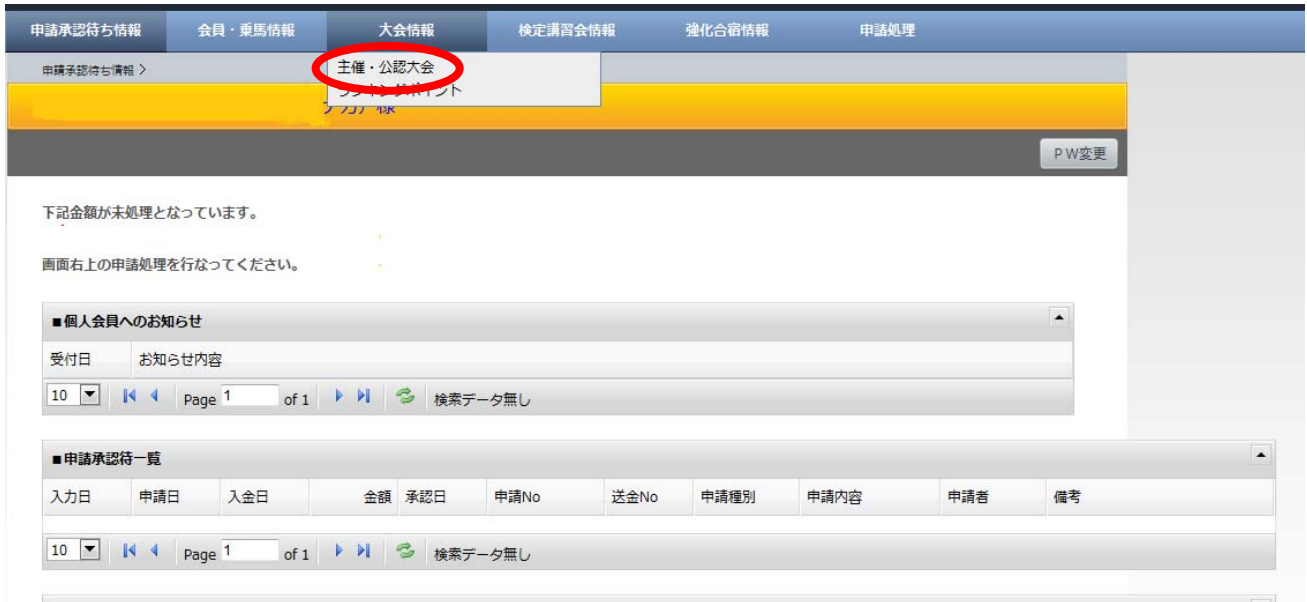 申請承認待ち情報 会員・乗馬情報 大会情報 検定講習会情報 強化合宿情報 申請処理
申請承認待ち情報 >
主催・公認大会
ランキングポイント
様
PW変更
下記金額が未処理となっています。
画面右上の申請処理を行なってください。
■個人会員へのお知らせ
受付日 お知らせ内容
10 Page 1 of 1 検索データ無し
■申請承認待一覧
入力日 申請日 入金日 金額 承認日 申請No 送金No 申請種別 申請内容 申請者 備考
10 Page 1 of 1 検索データ無し